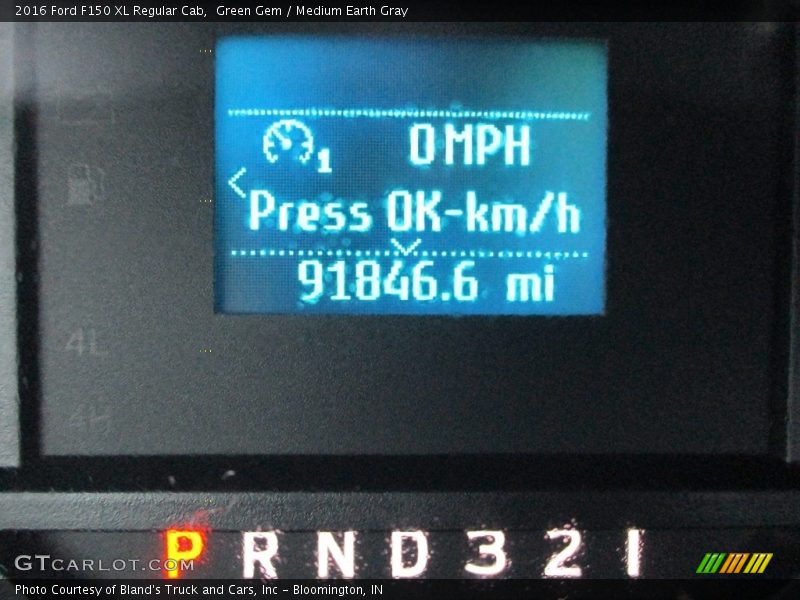 2016 Ford F150 XL Regular Cab,  Green Gem / Medium Earth Gray
1 0 MPH
Press OK-km/h
91846.6 mi
4L
4H
P R N D 3 2 1
GTCARLOT.COM
Photo Courtesy of Bland's Truck and Cars, Inc - Bloomington, IN